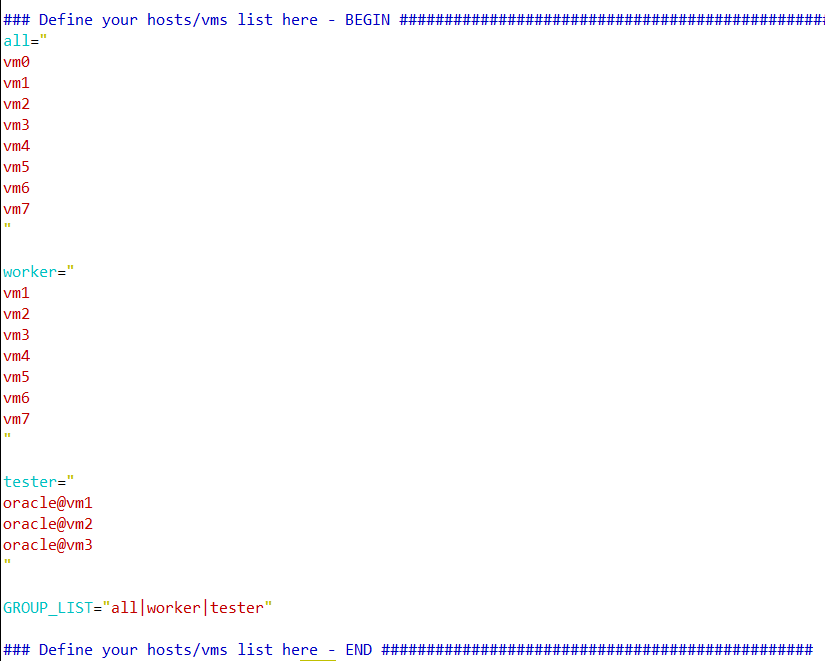 ### Define your hosts/vms list here - BEGIN ################################################
all="
vm0
vm1
vm2
vm3
vm4
vm5
vm6
vm7
"
worker="
vm1
vm2
vm3
vm4
vm5
vm6
vm7
"
tester="
oracle@vm1
oracle@vm2
oracle@vm3
"
GROUP_LIST="all|worker|tester"
### Define your hosts/vms list here - END ################################################